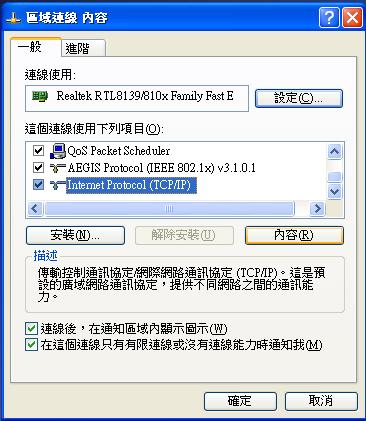 區域連線 內容
一般
進階
連線使用:
Realtek RTL8139/810x Family Fast E
設定(C)...
這個連線使用下列項目(O):
QoS Packet Scheduler
AEGIS Protocol (IEEE 802.1x) v3.1.0.1
Internet Protocol (TCP/IP)
安裝(N)...
解除安裝(U)
內容(R)
描述
傳輸控制通訊協定/網際網路通訊協定 (TCP/IP)。這是預
設的廣域網路通訊協定，提供不同網路之間的通訊能
力。
連線後，在通知區域內顯示圖示(W)
在這個連線只有有限連線或沒有連線能力時通知我(M)
確定
取消